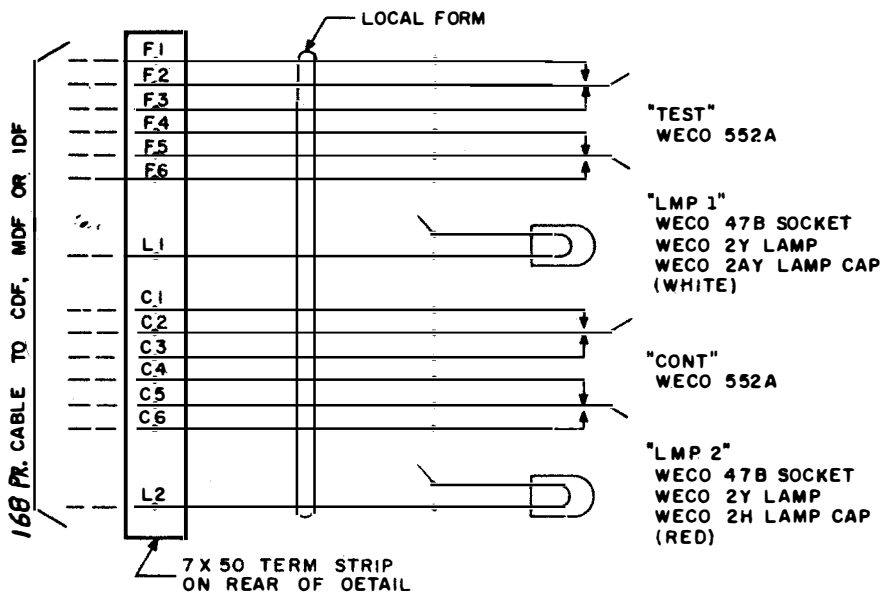 LOCAL FORM
F1
F2
F3
F4
F5
F6
L1
C1
C2
C3
C4
C5
C6
L2
168 PR. CABLE TO CDF, MDF OR IDF
"TEST"
WECO 552A
"LMP 1"
WECO 47B SOCKET
WECO 2Y LAMP
WECO 2AY LAMP CAP
(WHITE)
"CONT"
WECO 552A
"LMP 2"
WECO 47B SOCKET
WECO 2Y LAMP
WECO 2H LAMP CAP
(RED)
7 X 50 TERM STRIP
ON REAR OF OETAIL